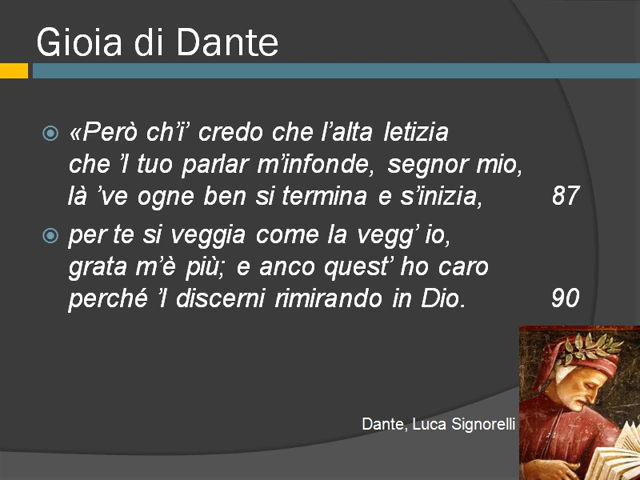 Gioia di Dante
«Però ch’i’ credo che l’alta letizia
che ’l tuo parlar m’infonde, segnor mio,
là ’ve ogne ben si termina e s’inizia, 87
per te si veggia come la vegg’ io,
grata m’è più; e anco quest’ ho caro
perché ’l discerni rimirando in Dio. 90
Dante, Luca Signorelli